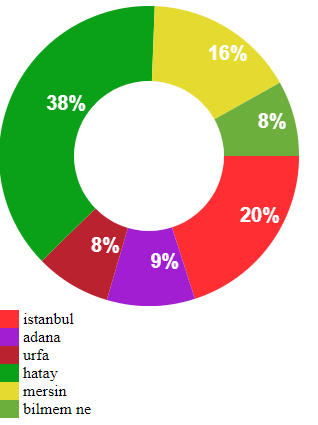 16%
38%
8%
20%
8%
9%
istanbul
adana
urfa
hatay
mersin
bilmem ne